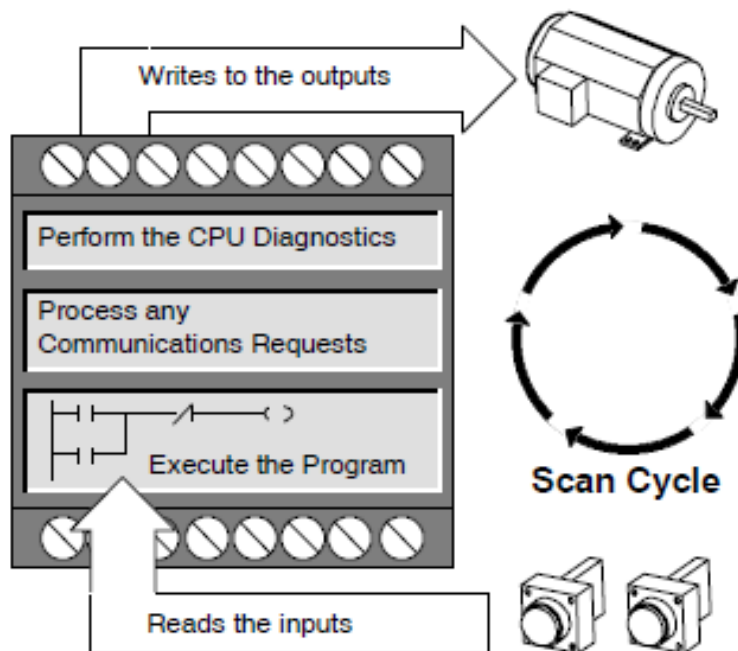 Writes to the outputs
Perform the CPU Diagnostics
Process any
Communications Requests
Execute the Program
Scan Cycle
Reads the inputs